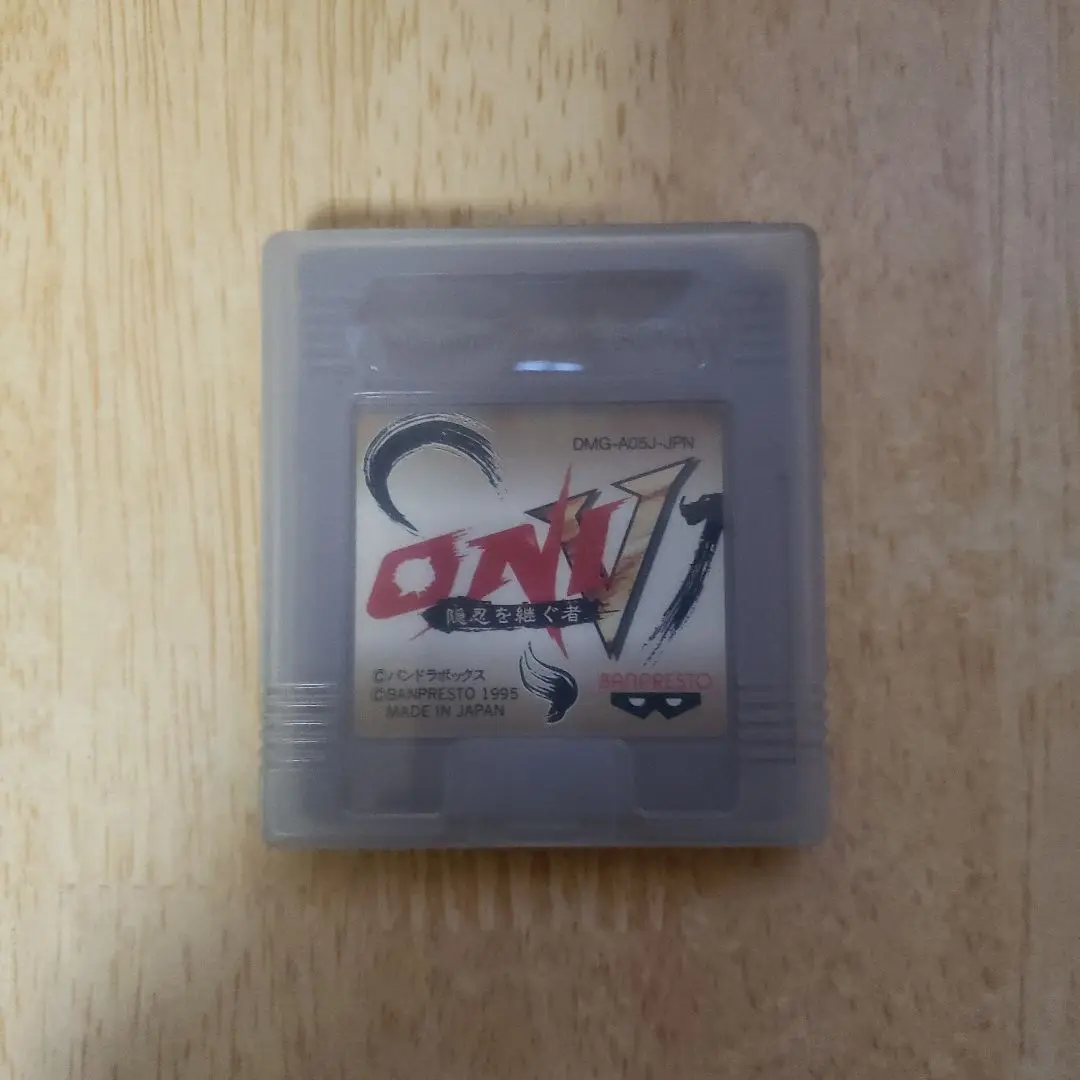 DMG-A05J-JPN
ONI V
隠忍を継ぐ者
©パンドラボックス
©BANPRESTO 1995
MADE IN JAPAN
BANPRESTO